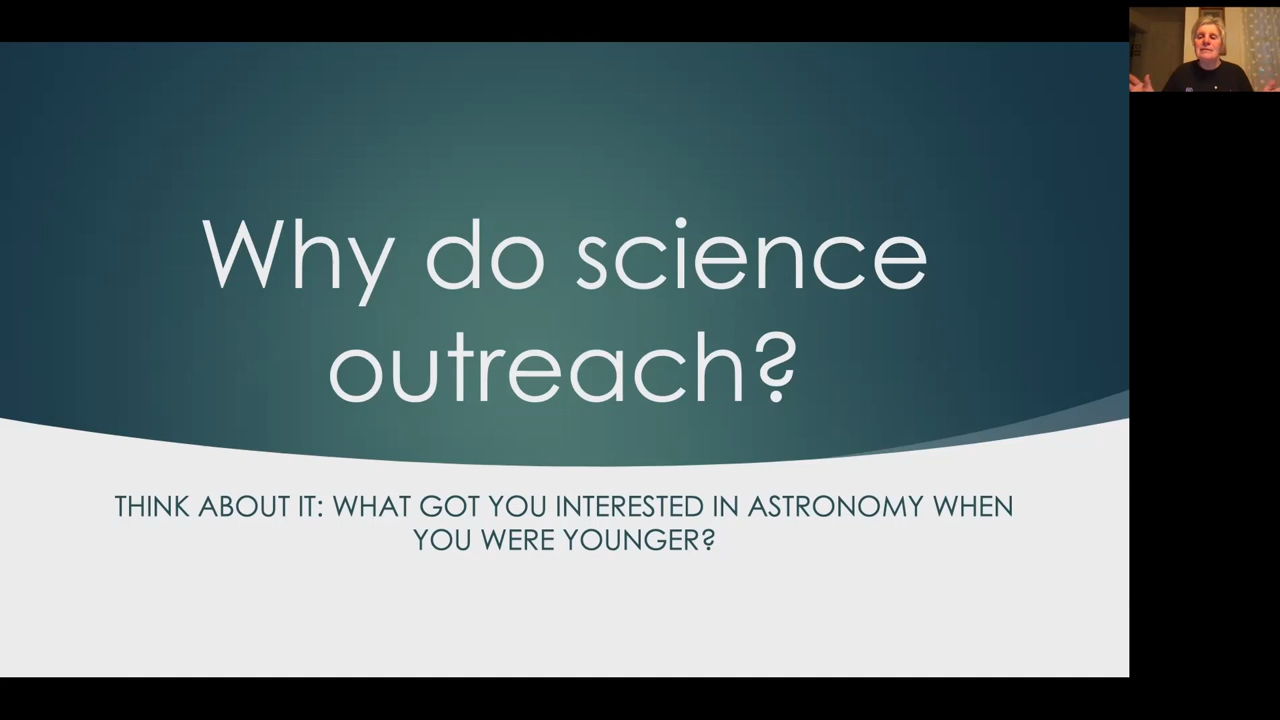 Why do science
outreach?
THINK ABOUT IT: WHAT GOT YOU INTERESTED IN ASTRONOMY WHEN
YOU WERE YOUNGER?